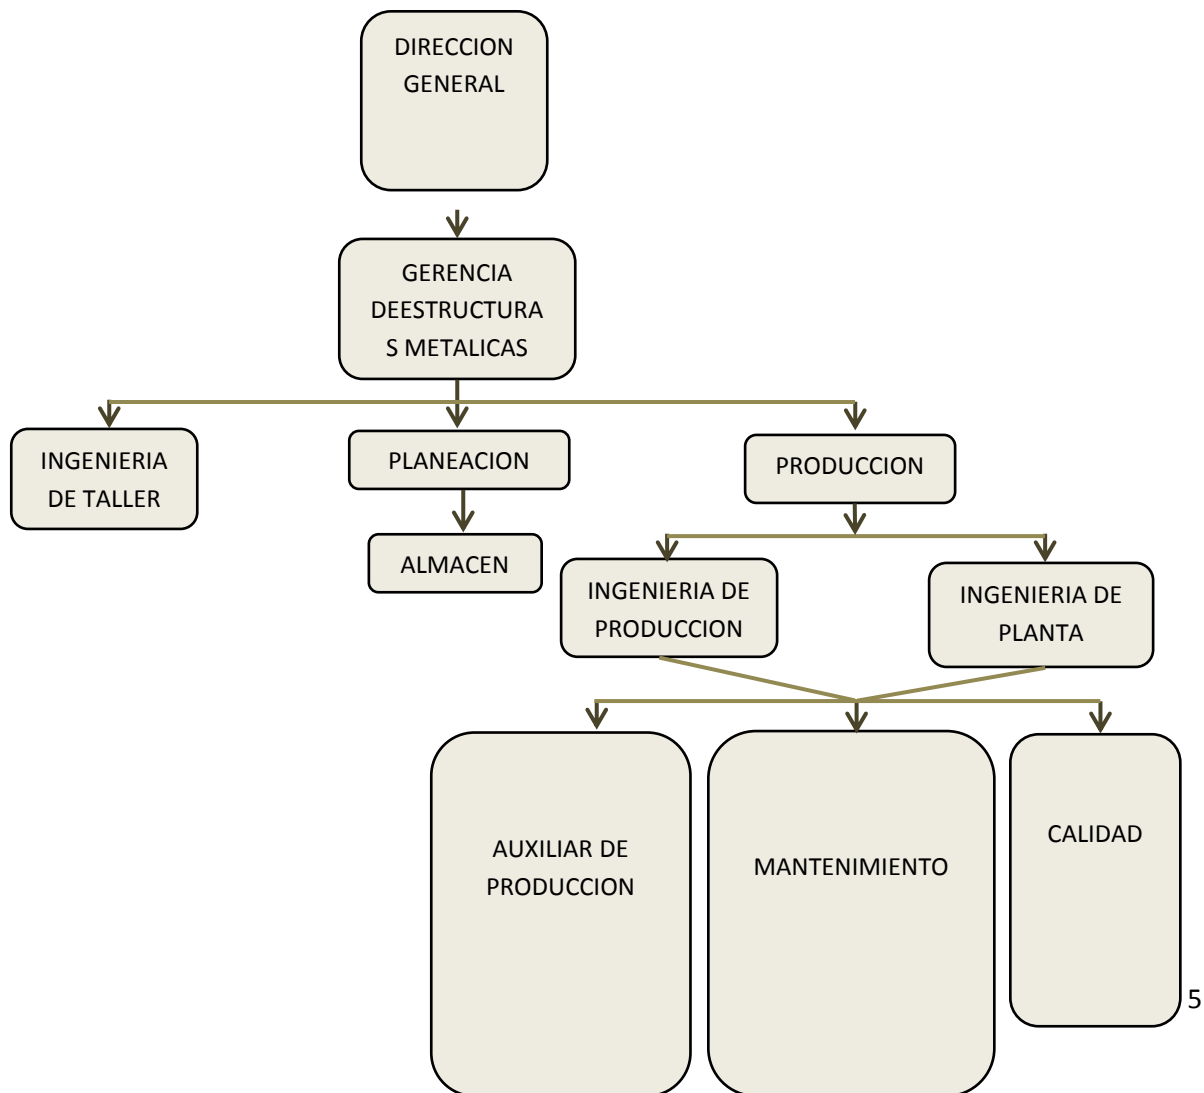 DIRECCION
GENERAL
GERENCIA
DEESTRUCTURA
S METALICAS
INGENIERIA
DE TALLER
PLANEACION
PRODUCCION
ALMACEN
INGENIERIA DE
PRODUCCION
INGENIERIA DE
PLANTA
AUXILIAR DE
PRODUCCION
MANTENIMIENTO
CALIDAD
5